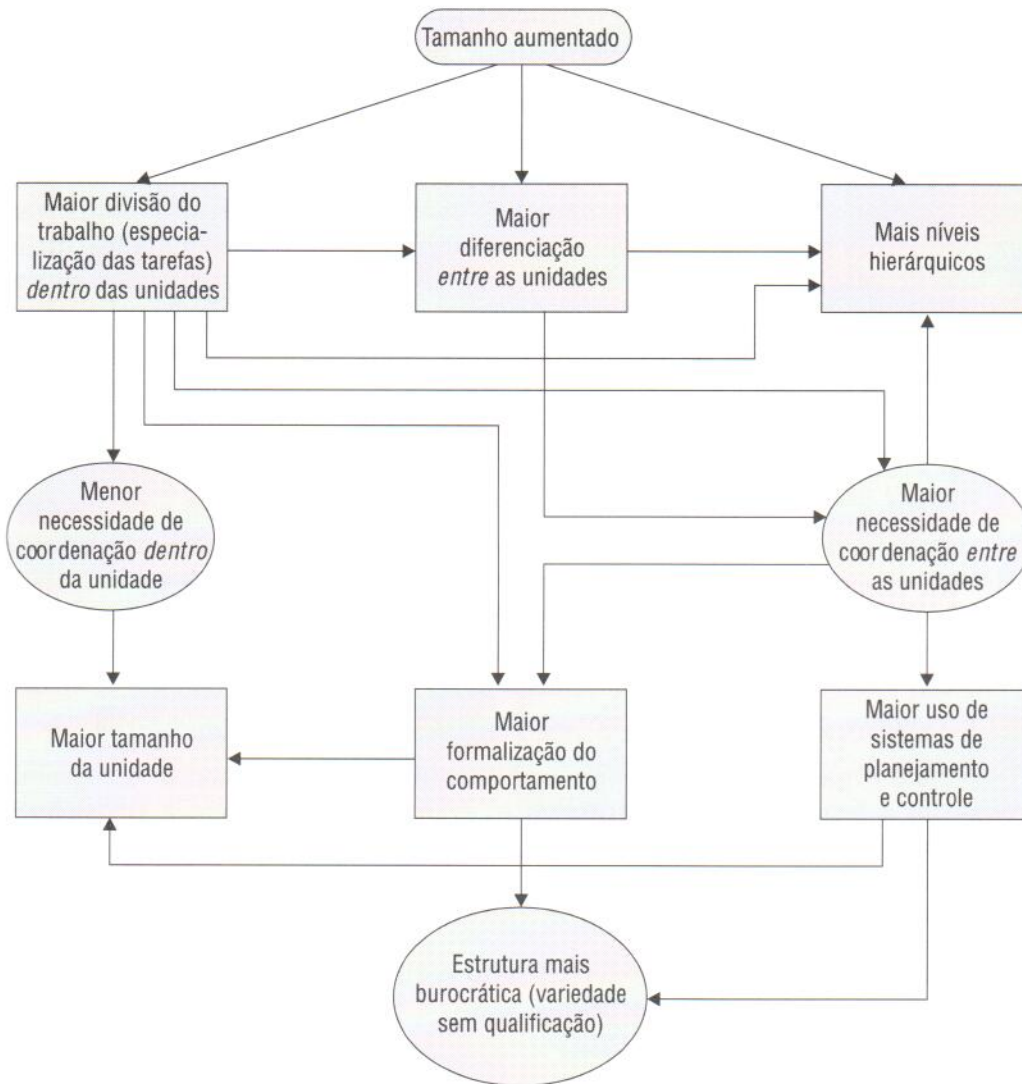 Tamanho aumentado
Maior divisão do
trabalho (especia-
lização das tarefas)
dentro das unidades
Maior
diferenciação
entre as unidades
Mais níveis
hierárquicos
Menor
necessidade de
coordenação dentro
da unidade
Maior
necessidade de
coordenação entre
as unidades
Maior tamanho
da unidade
Maior
formalização do
comportamento
Maior uso de
sistemas de
planejamento
e controle
Estrutura mais
burocrática (variedade
sem qualificação)